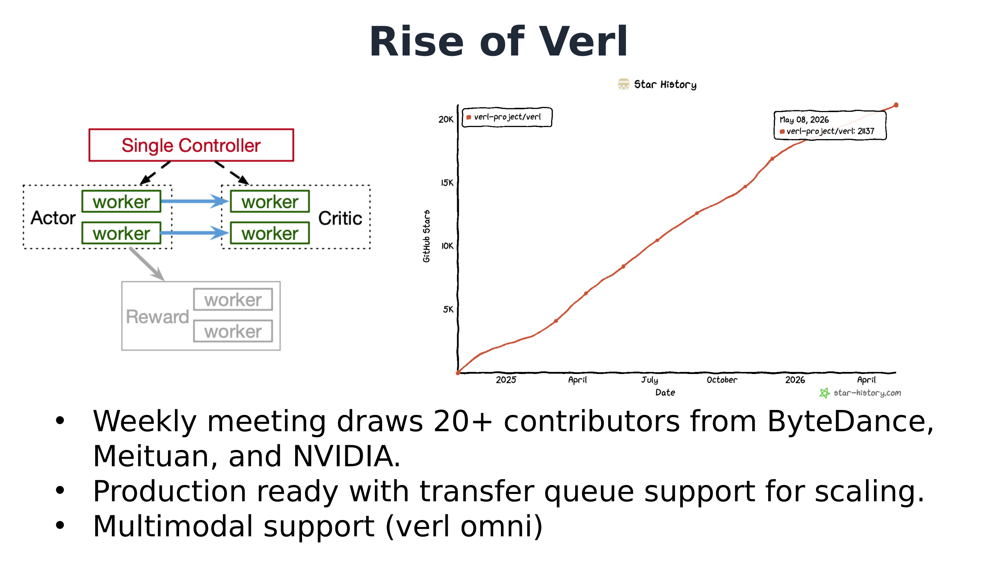 Rise of Verl
Single Controller
Actor
worker
worker
worker
worker
Critic
Reward
worker
worker
Star History
verl-project/verl
May 08, 2026
verl-project/verl: 21137
20K
15K
10K
5K
GitHub Stars
2025 April July October 2026 April
Date
star-history.com
• Weekly meeting draws 20+ contributors from ByteDance,
Meituan, and NVIDIA.
• Production ready with transfer queue support for scaling.
• Multimodal support (verl omni)